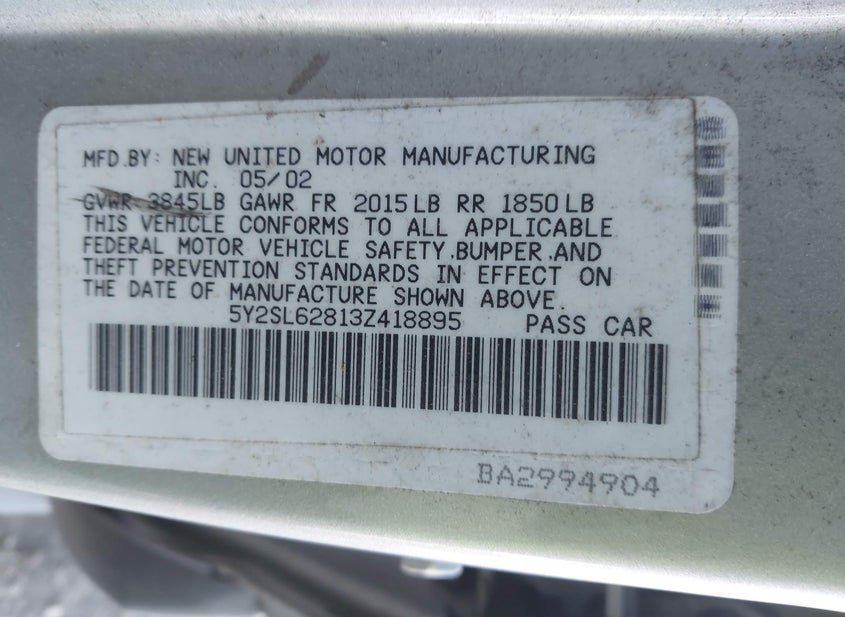 MFD.BY: NEW UNITED MOTOR MANUFACTURING
INC. 05/02
GVWR 3845LB GAWR FR 2015LB RR 1850LB
THIS VEHICLE CONFORMS TO ALL APPLICABLE
FEDERAL MOTOR VEHICLE SAFETY,BUMPER,AND
THEFT PREVENTION STANDARDS IN EFFECT ON
THE DATE OF MANUFACTURE SHOWN ABOVE.
5Y2SL62813Z418895 PASS CAR
BA2994904